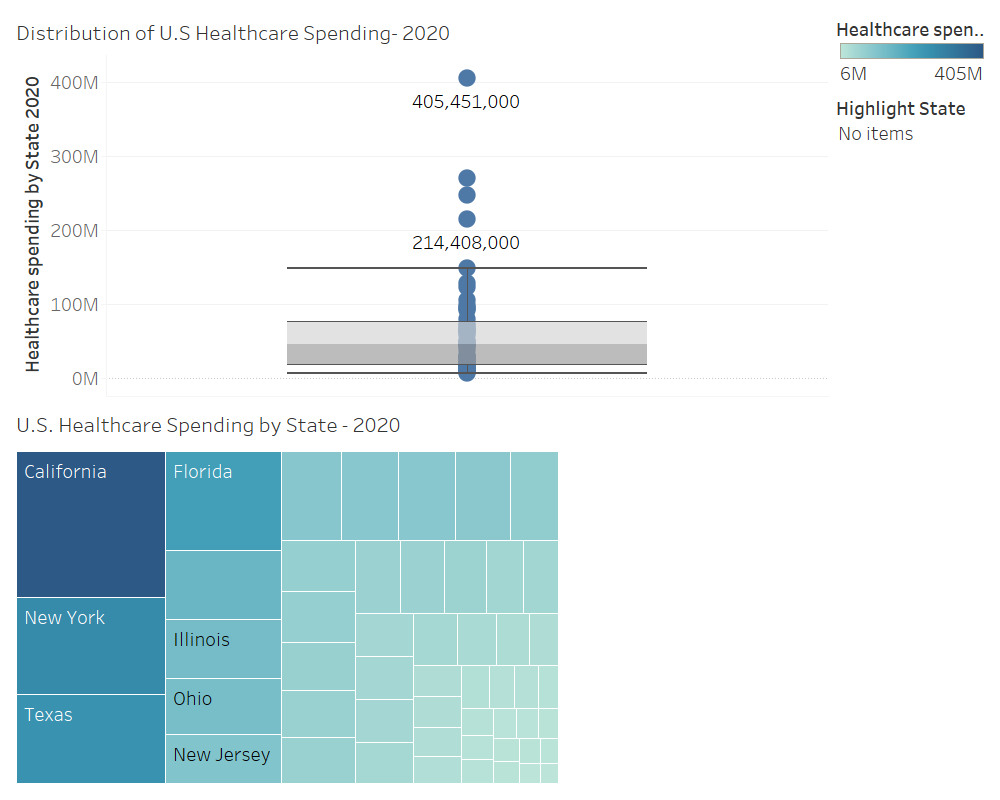 Distribution of U.S Healthcare Spending- 2020
Healthcare spen..
6M 405M
Highlight State
No items
Healthcare spending by State 2020
400M
300M
200M
100M
0M
405,451,000
214,408,000
U.S. Healthcare Spending by State - 2020
California
Florida
New York
Illinois
Ohio
Texas
New Jersey